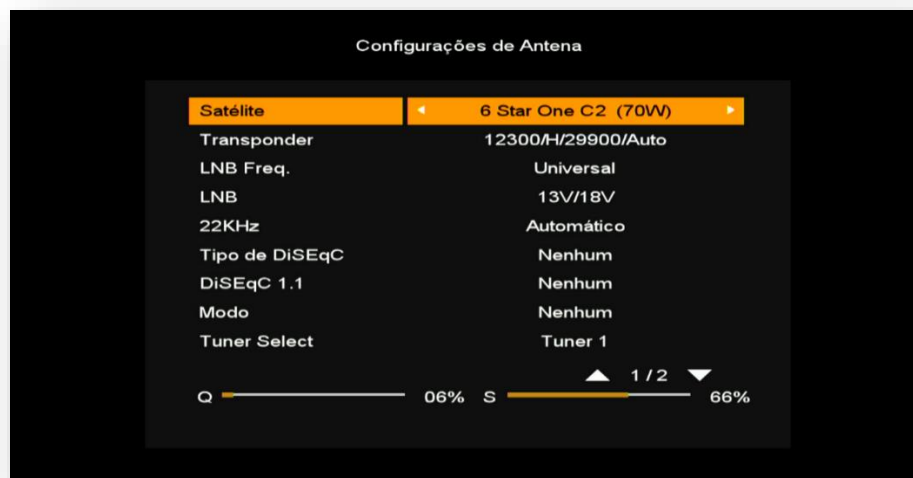 Configurações de Antena
Satélite 6 Star One C2 (70W)
Transponder 12300/H/29900/Auto
LNB Freq. Universal
LNB 13V/18V
22KHz Automático
Tipo de DiSEqC Nenhum
DiSEqC 1.1 Nenhum
Modo Nenhum
Tuner Select Tuner 1
1/2
Q 06% S 66%